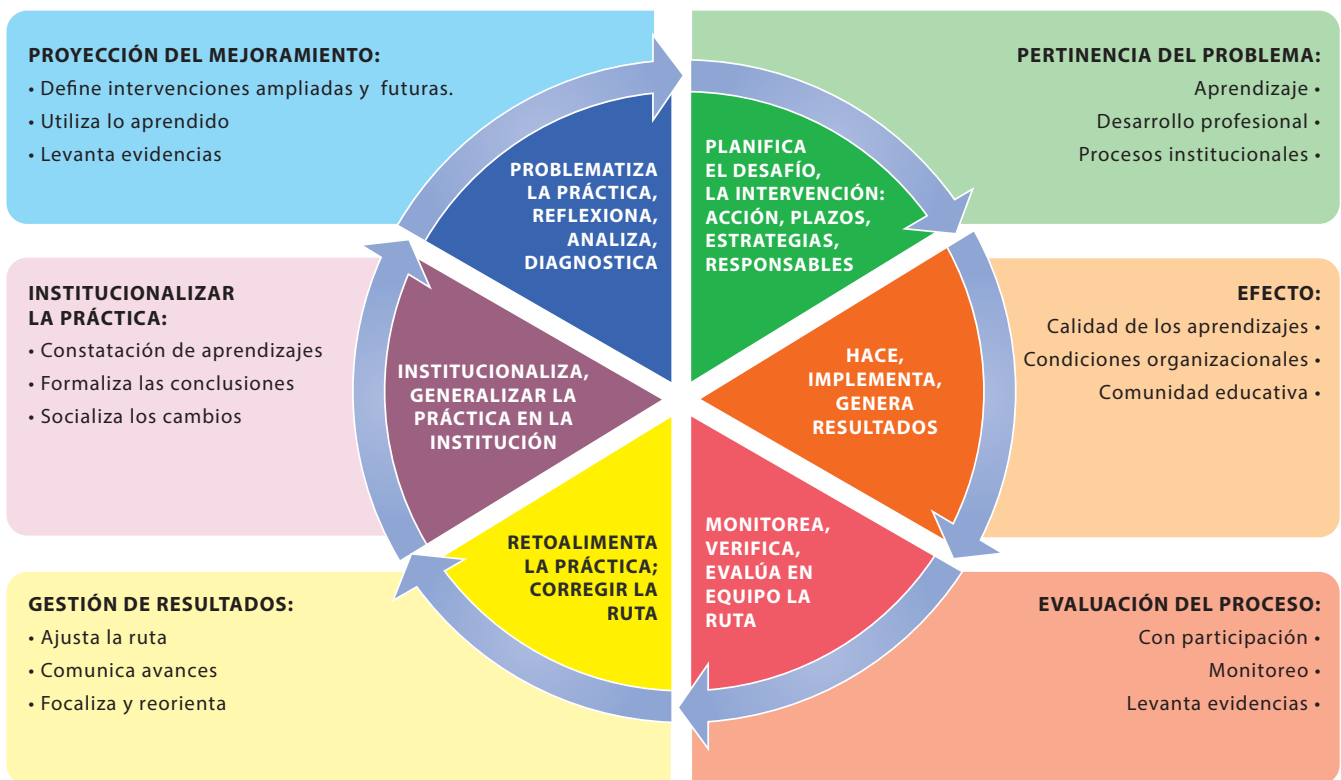 PROYECCIÓN DEL MEJORAMIENTO:
• Define intervenciones ampliadas y  futuras.
• Utiliza lo aprendido
• Levanta evidencias
PERTINENCIA DEL PROBLEMA:
Aprendizaje •
Desarrollo profesional •
Procesos institucionales •
PROBLEMATIZA
LA PRÁCTICA,
REFLEXIONA,
ANALIZA,
DIAGNOSTICA
PLANIFICA
EL DESAFÍO,
LA INTERVENCIÓN:
ACCIÓN, PLAZOS,
ESTRATEGIAS,
RESPONSABLES
INSTITUCIONALIZAR
LA PRÁCTICA:
• Constatación de aprendizajes
• Formaliza las conclusiones
• Socializa los cambios
INSTITUCIONALIZA,
GENERALIZAR LA
PRÁCTICA EN LA
INSTITUCIÓN
HACE,
IMPLEMENTA,
GENERA
RESULTADOS
EFECTO:
Calidad de los aprendizajes •
Condiciones organizacionales •
Comunidad educativa •
RETOALIMENTA
LA PRÁCTICA;
CORREGIR LA
RUTA
MONITOREA,
VERIFICA,
EVALÚA EN
EQUIPO LA
RUTA
GESTIÓN DE RESULTADOS:
• Ajusta la ruta
• Comunica avances
• Focaliza y reorienta
EVALUACIÓN DEL PROCESO:
Con participación •
Monitoreo •
Levanta evidencias •